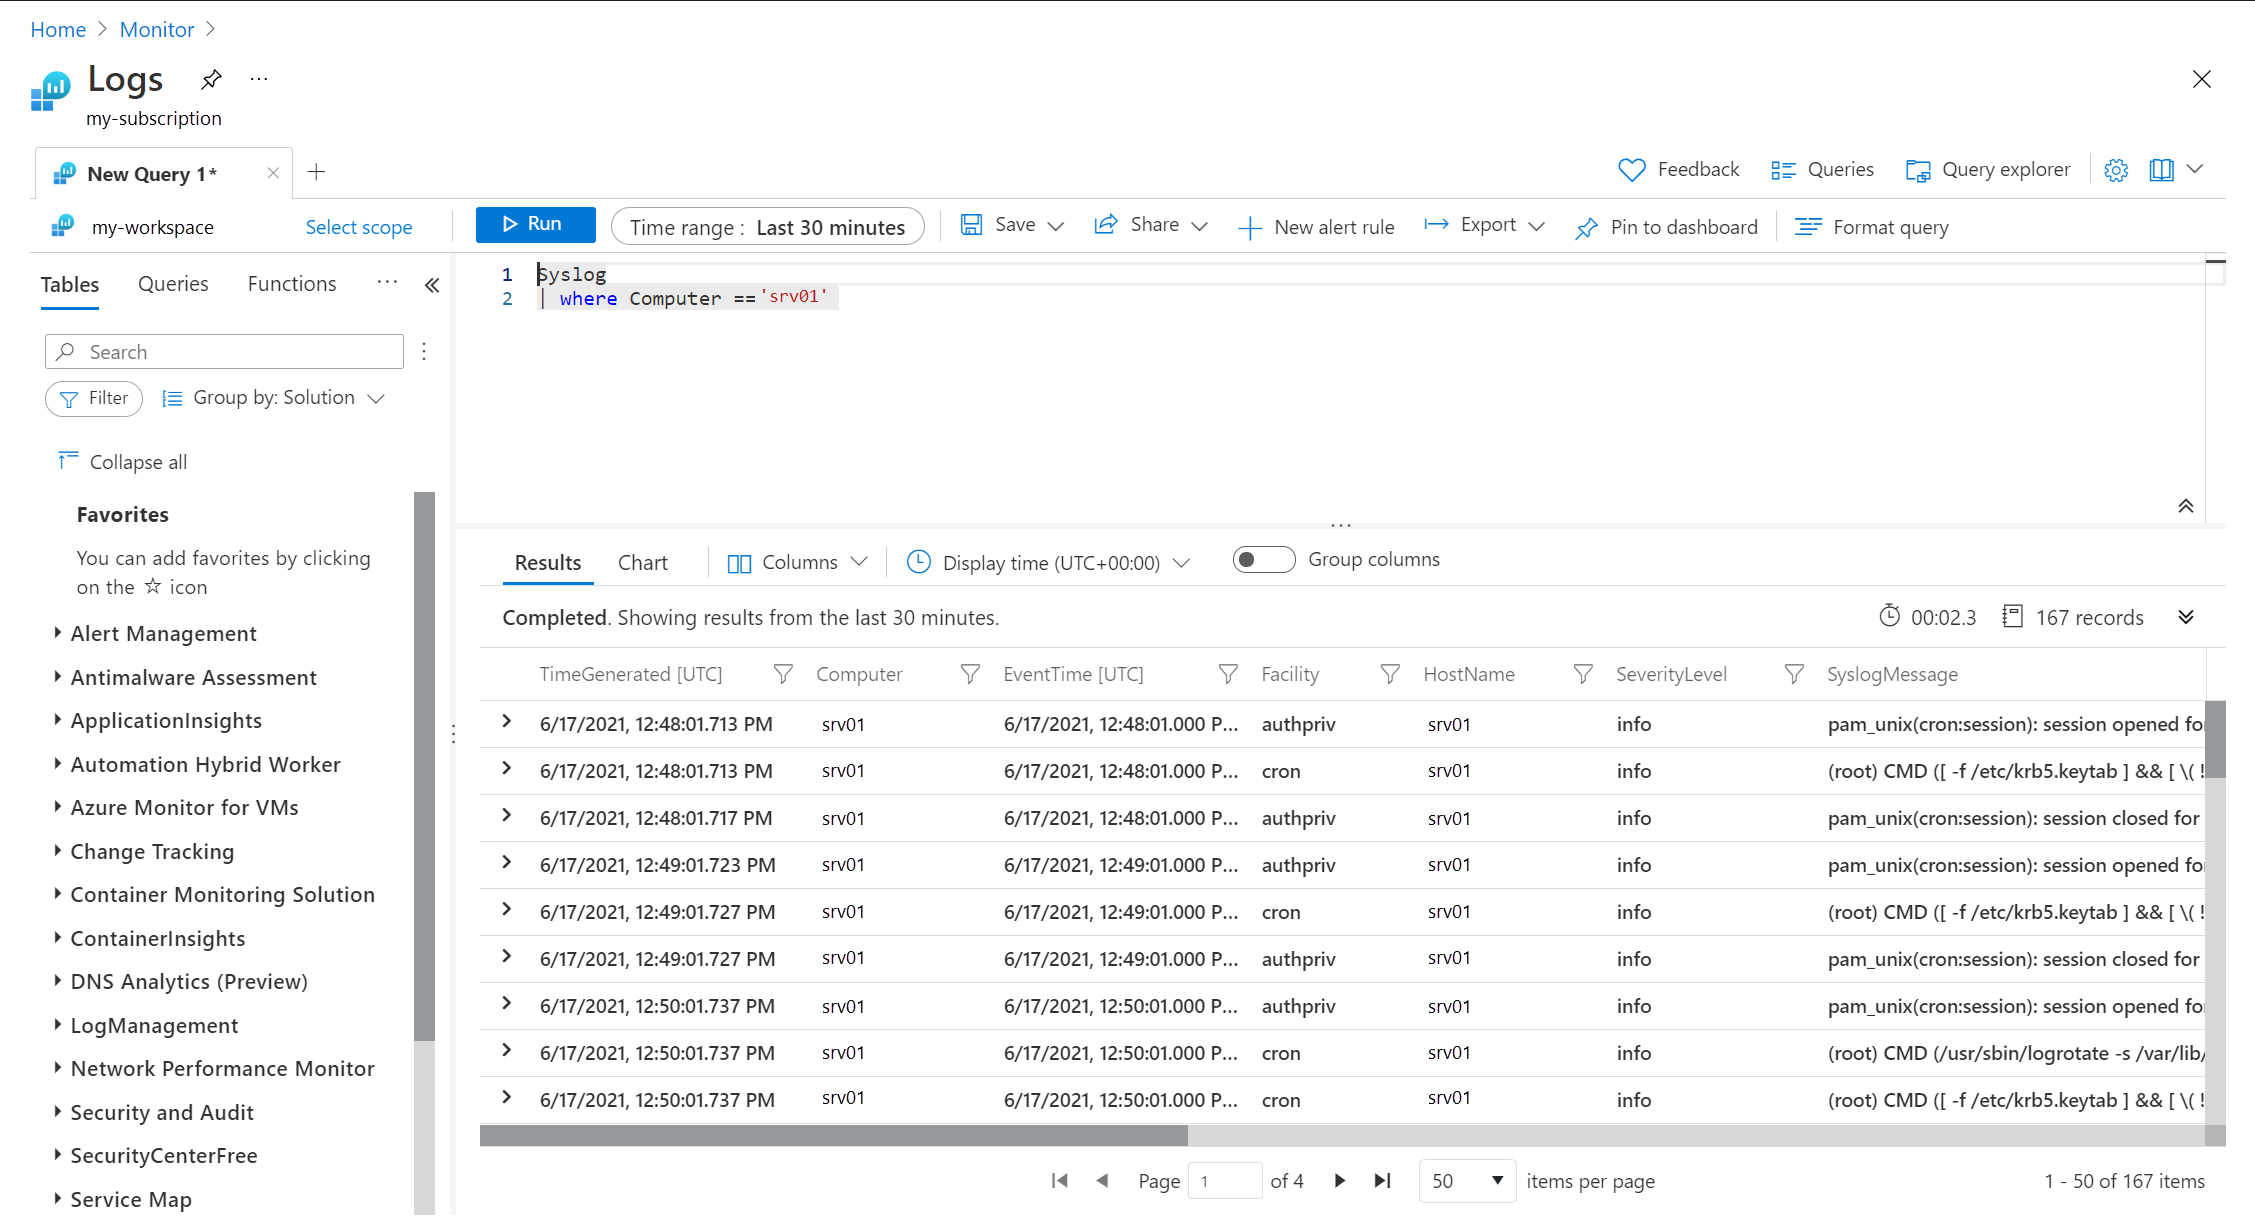 Home > Monitor >
Logs ...
my-subscription
New Query 1* × +
Feedback Queries Query explorer
my-workspace Select scope Run Time range : Last 30 minutes Save Share New alert rule Export Pin to dashboard Format query
Tables Queries Functions ... «
1 Syslog
2 | where Computer =='srv01'
Search
Filter Group by: Solution
Collapse all
Favorites
You can add favorites by clicking
on the ☆ icon
Alert Management
Antimalware Assessment
ApplicationInsights
Automation Hybrid Worker
Azure Monitor for VMs
Change Tracking
Container Monitoring Solution
ContainerInsights
DNS Analytics (Preview)
LogManagement
Network Performance Monitor
Security and Audit
SecurityCenterFree
Service Map
Results Chart Columns Display time (UTC+00:00) Group columns
Completed. Showing results from the last 30 minutes. 00:02.3 167 records
TimeGenerated [UTC] Computer EventTime [UTC] Facility HostName SeverityLevel SyslogMessage
6/17/2021, 12:48:01.713 PM srv01 6/17/2021, 12:48:01.000 P... authpriv srv01 info pam_unix(cron:session): session opened fo
6/17/2021, 12:48:01.713 PM srv01 6/17/2021, 12:48:01.000 P... cron srv01 info (root) CMD ([ -f /etc/krb5.keytab ] && [ \( !
6/17/2021, 12:48:01.717 PM srv01 6/17/2021, 12:48:01.000 P... authpriv srv01 info pam_unix(cron:session): session closed for
6/17/2021, 12:49:01.723 PM srv01 6/17/2021, 12:49:01.000 P... authpriv srv01 info pam_unix(cron:session): session opened fo
6/17/2021, 12:49:01.727 PM srv01 6/17/2021, 12:49:01.000 P... cron srv01 info (root) CMD ([ -f /etc/krb5.keytab ] && [ \( !
6/17/2021, 12:49:01.727 PM srv01 6/17/2021, 12:49:01.000 P... authpriv srv01 info pam_unix(cron:session): session closed for
6/17/2021, 12:50:01.737 PM srv01 6/17/2021, 12:50:01.000 P... authpriv srv01 info pam_unix(cron:session): session opened fo
6/17/2021, 12:50:01.737 PM srv01 6/17/2021, 12:50:01.000 P... cron srv01 info (root) CMD (/usr/sbin/logrotate -s /var/lib/
6/17/2021, 12:50:01.737 PM srv01 6/17/2021, 12:50:01.000 P... cron srv01 info (root) CMD ([ -f /etc/krb5.keytab ] && [ \( !
Page 1 of 4 50 items per page 1 - 50 of 167 items